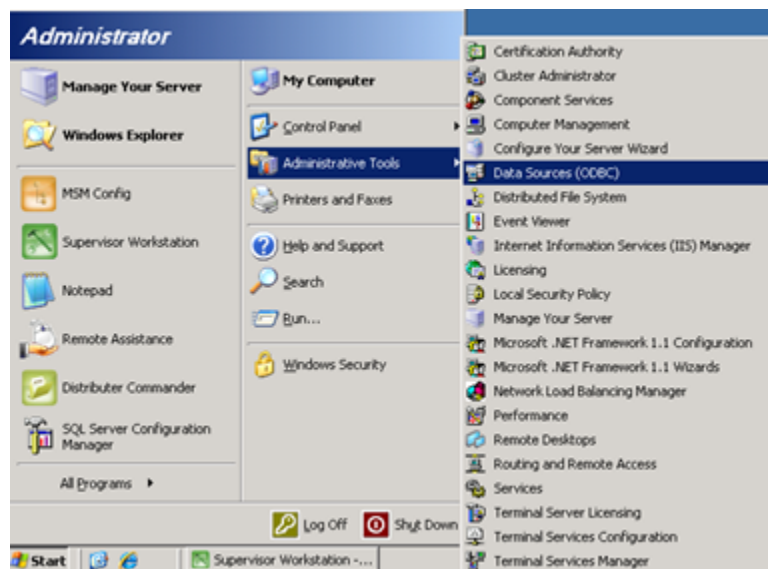 Administrator
Manage Your Server
Windows Explorer
MSM Config
Supervisor Workstation
Notepad
Remote Assistance
Distributer Commander
SQL Server Configuration
Manager
All Programs
My Computer
Control Panel
Administrative Tools
Printers and Faxes
Help and Support
Search
Run...
Windows Security
Log Off
Shut Down
Certification Authority
Cluster Administrator
Component Services
Computer Management
Configure Your Server Wizard
Data Sources (ODBC)
Distributed File System
Event Viewer
Internet Information Services (IIS) Manager
Licensing
Local Security Policy
Manage Your Server
Microsoft .NET Framework 1.1 Configuration
Microsoft .NET Framework 1.1 Wizards
Network Load Balancing Manager
Performance
Remote Desktops
Routing and Remote Access
Services
Terminal Server Licensing
Terminal Services Configuration
Terminal Services Manager
Start
Supervisor Workstation -...